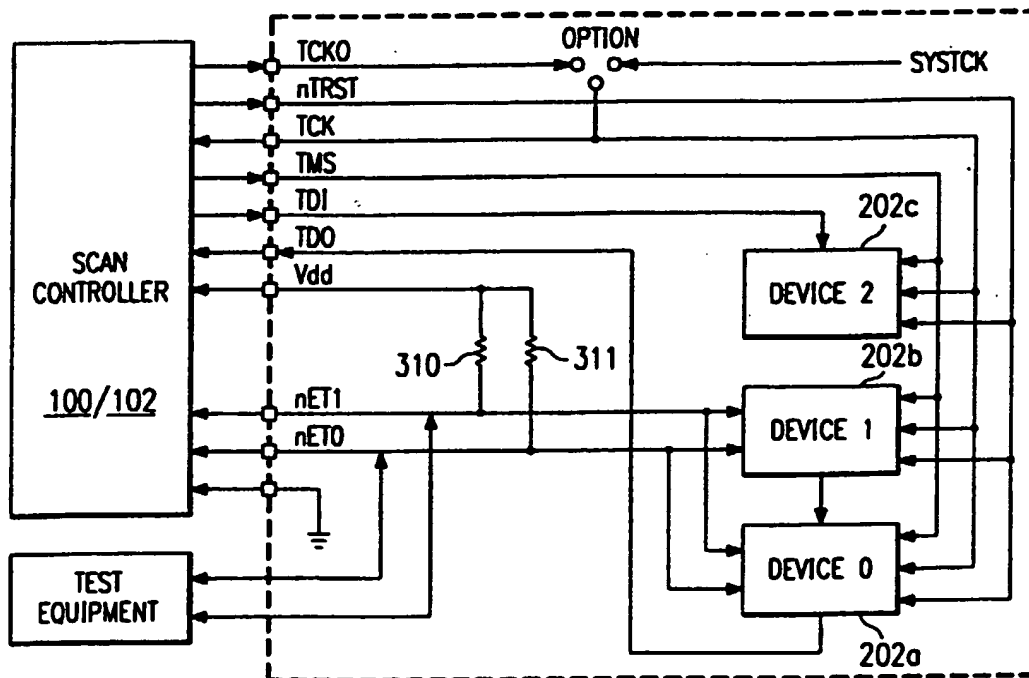 OPTION
TCKO
SYSTCK
nTRST
TCK
TMS
TDI
202c
TDO
SCAN
CONTROLLER
Vdd
DEVICE 2
310
311
202b
100/102
nET1
DEVICE 1
nET0
DEVICE 0
TEST
EQUIPMENT
202a